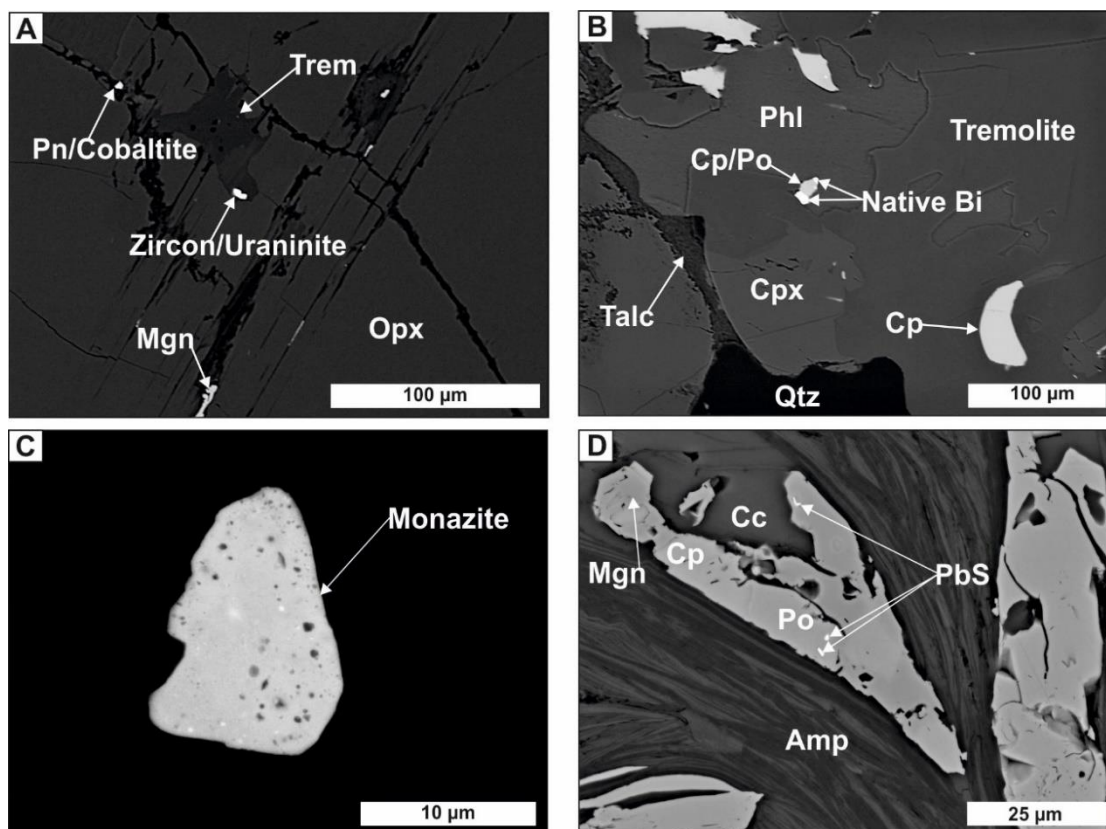 A
Trem
Pn/Cobaltite
Zircon/Uraninite
Mgn
Opx
100 µm
B
Phl
Tremolite
Cp/Po
Native Bi
Cpx
Talc
Cp
Qtz
100 µm
C
Monazite
10 µm
D
Cc
Mgn
Cp
PbS
Po
Amp
25 µm